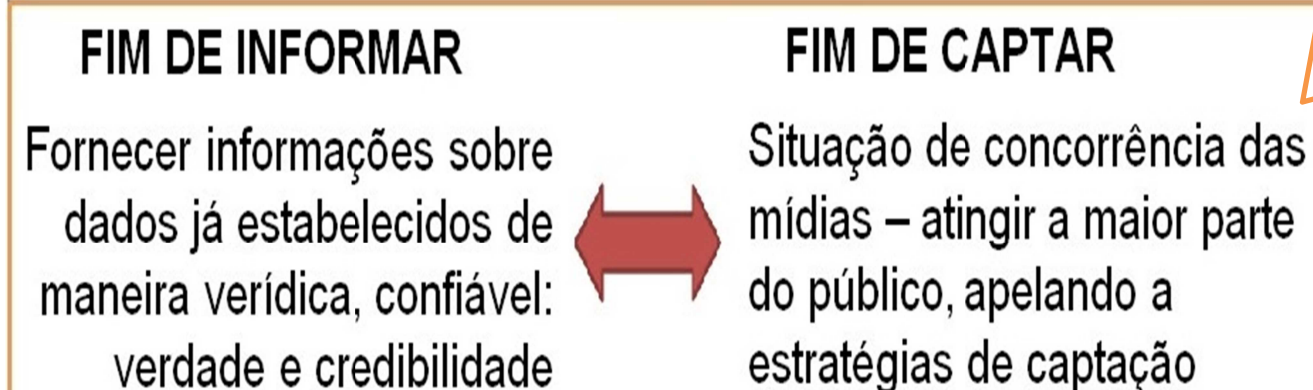 FIM DE INFORMAR
Fornecer informações sobre
dados já estabelecidos de
maneira verídica, confiável:
verdade e credibilidade
FIM DE CAPTAR
Situação de concorrência das
mídias – atingir a maior parte
do público, apelando a
estratégias de captação